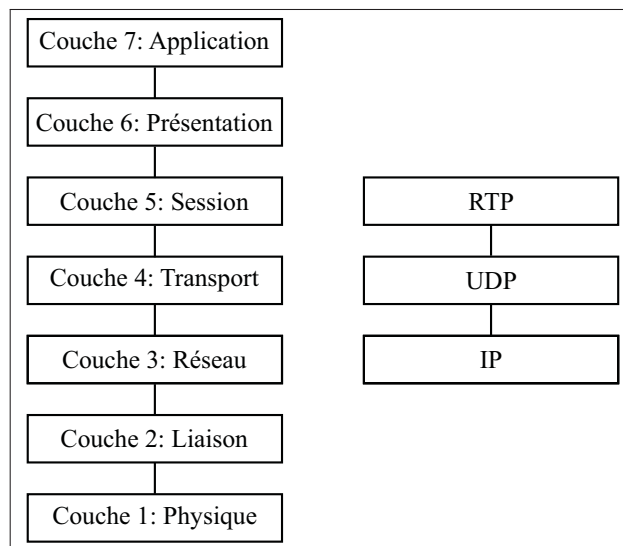 Couche 7: Application
Couche 6: Présentation
Couche 5: Session
RTP
Couche 4: Transport
UDP
Couche 3: Réseau
IP
Couche 2: Liaison
Couche 1: Physique